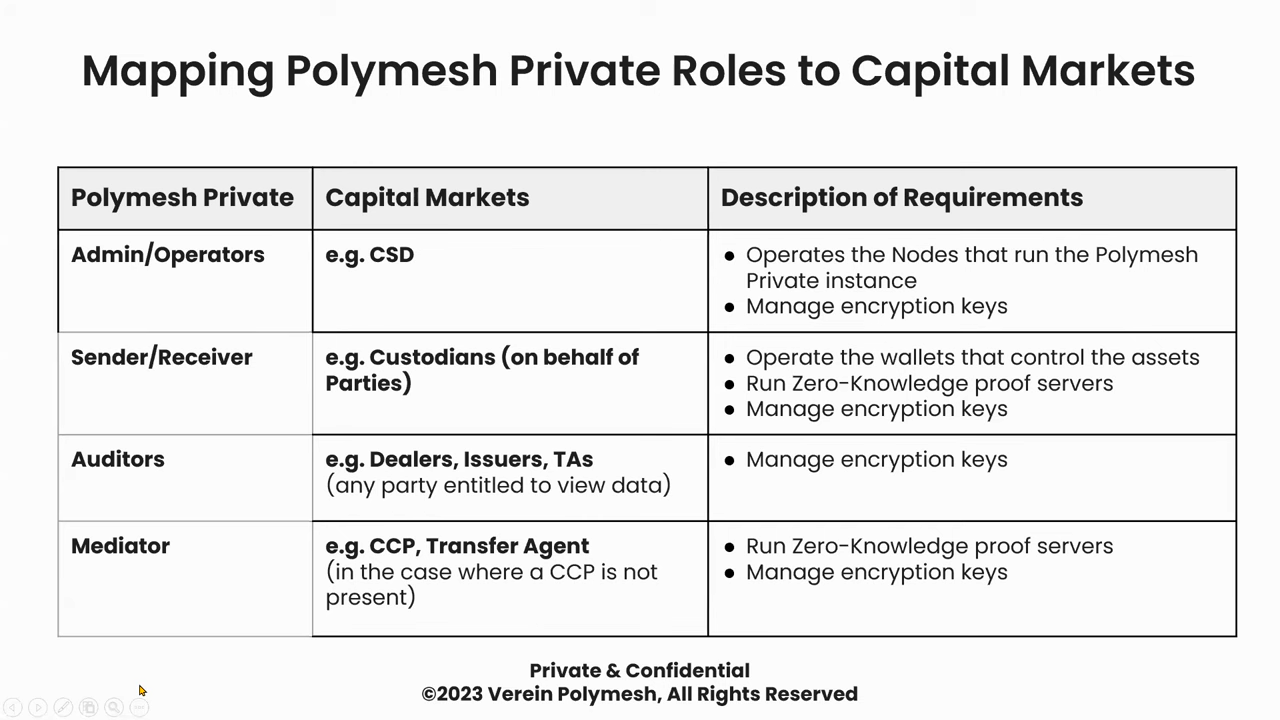 Mapping Polymesh Private Roles to Capital Markets
Polymesh Private
Capital Markets
Description of Requirements
Admin/Operators
e.g. CSD
● Operates the Nodes that run the Polymesh
Private instance
● Manage encryption keys
Sender/Receiver
e.g. Custodians (on behalf of
Parties)
● Operate the wallets that control the assets
● Run Zero-Knowledge proof servers
● Manage encryption keys
Auditors
e.g. Dealers, Issuers, TAs
(any party entitled to view data)
● Manage encryption keys
Mediator
e.g. CCP, Transfer Agent
(in the case where a CCP is not
present)
● Run Zero-Knowledge proof servers
● Manage encryption keys
Private & Confidential
©2023 Verein Polymesh, All Rights Reserved